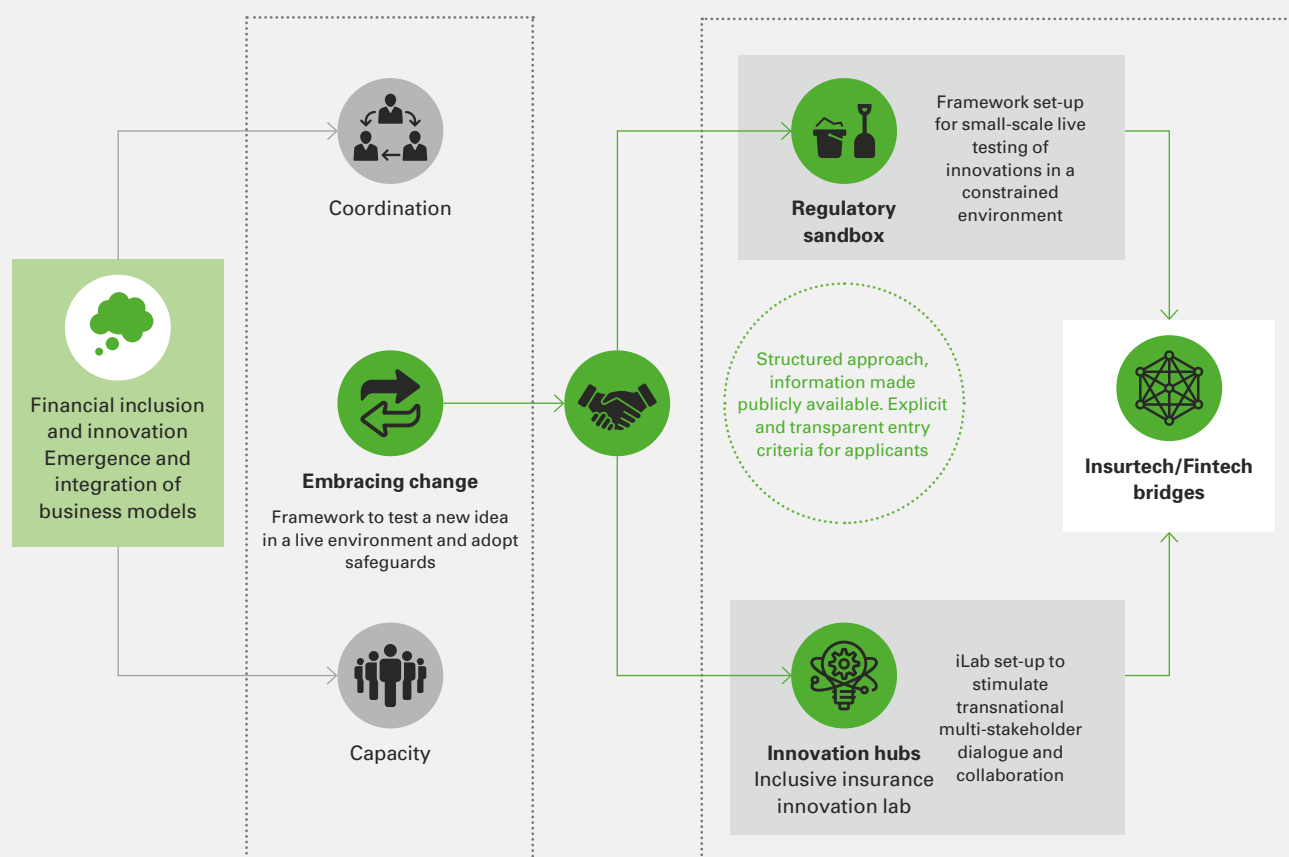 Financial inclusion
and innovation
Emergence and
integration of
business models
Coordination
Embracing change
Framework to test a new idea
in a live environment and adopt
safeguards
Capacity
Regulatory
sandbox
Framework set-up
for small-scale live
testing of
innovations in a
constrained
environment
Structured approach,
information made
publicly available. Explicit
and transparent entry
criteria for applicants
Innovation hubs
Inclusive insurance
innovation lab
iLab set-up to
stimulate
transnational
multi-stakeholder
dialogue and
collaboration
Insurtech/Fintech
bridges